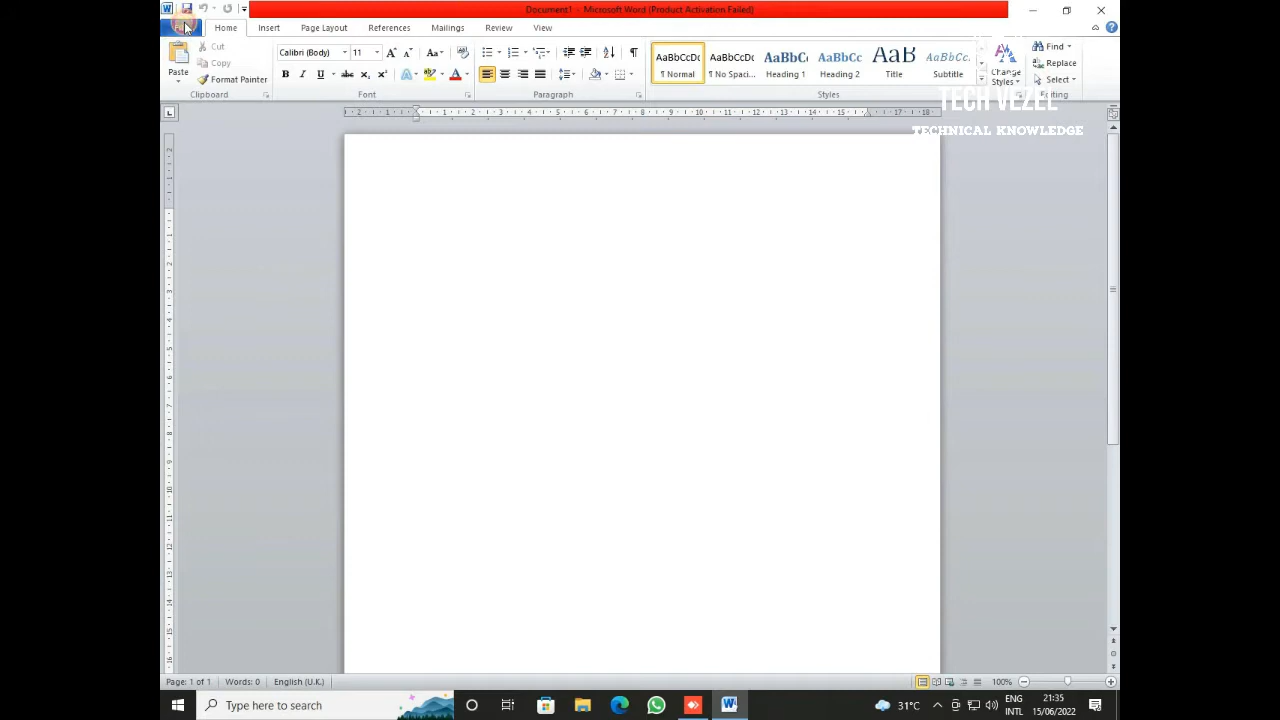 Document1 - Microsoft Word (Product Activation Failed)
Home Insert Page Layout References Mailings Review View
Paste
Cut
Copy
Format Painter
Clipboard
Calibri (Body) 11
Font
Paragraph
AaBbCcDc AaBbCcDc AaBbCc AaBbCc AaB AaBbCc.
¶ Normal ¶ No Spaci... Heading 1 Heading 2 Title Subtitle
Change
Styles
Styles
Find
Replace
Select
Editing
TECH VEZEL
TECHNICAL KNOWLEDGE
Page: 1 of 1 Words: 0 English (U.K.) 100%
Type here to search
31°C
ENG
INTL
21:35
15/06/2022